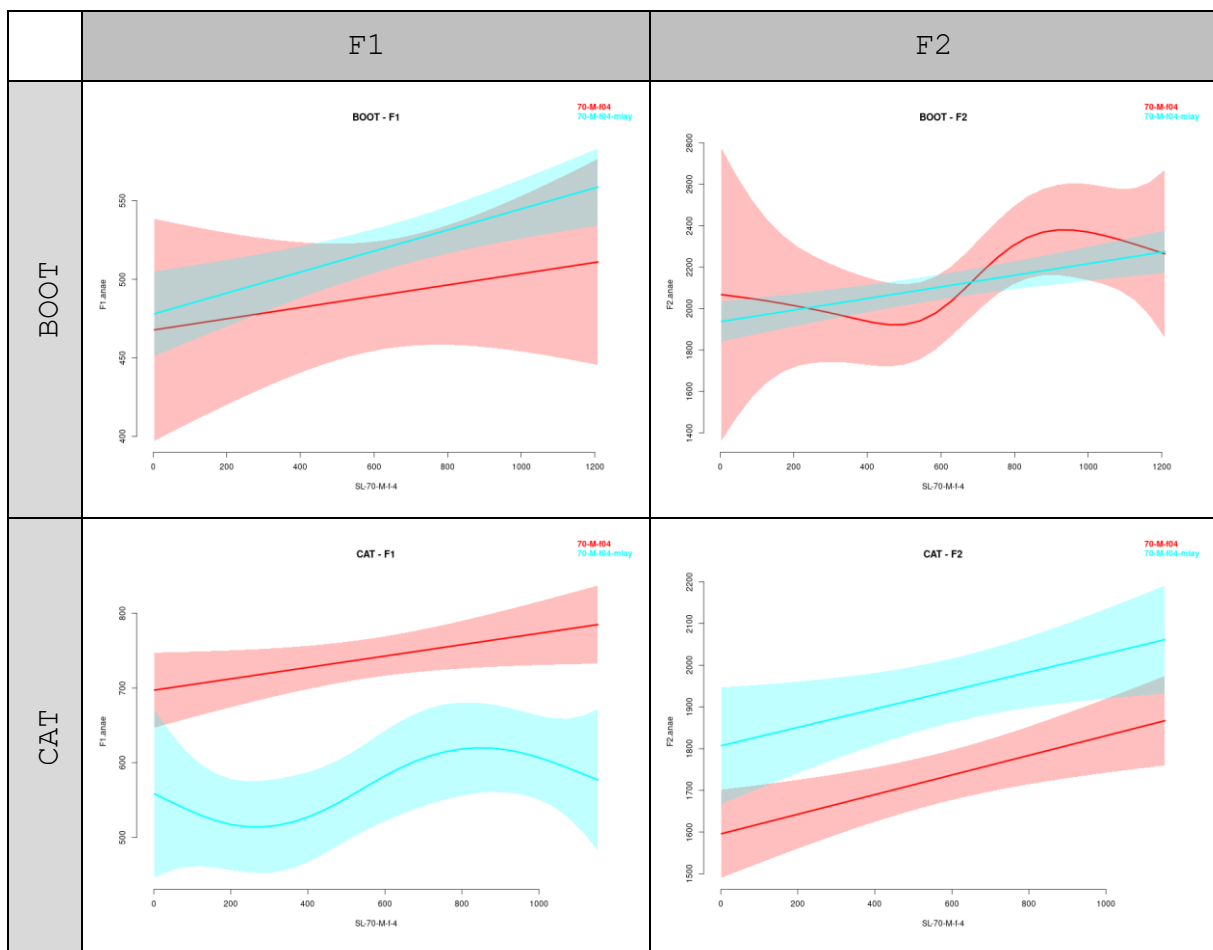 F1
F2
BOOT
BOOT - F1
70-M-f04
70-M-f04-mlay
F1.anae
550
500
450
400
0 200 400 600 800 1000 1200
SL-70-M-f-4
BOOT - F2
70-M-f04
70-M-f04-mlay
F2.anae
2800
2600
2400
2200
2000
1800
1600
1400
0 200 400 600 800 1000 1200
SL-70-M-f-4
CAT
CAT - F1
70-M-f04
70-M-f04-mlay
F1.anae
800
700
600
500
0 200 400 600 800 1000
SL-70-M-f-4
CAT - F2
70-M-f04
70-M-f04-mlay
F2.anae
2200
2100
2000
1900
1800
1700
1600
1500
0 200 400 600 800 1000
SL-70-M-f-4